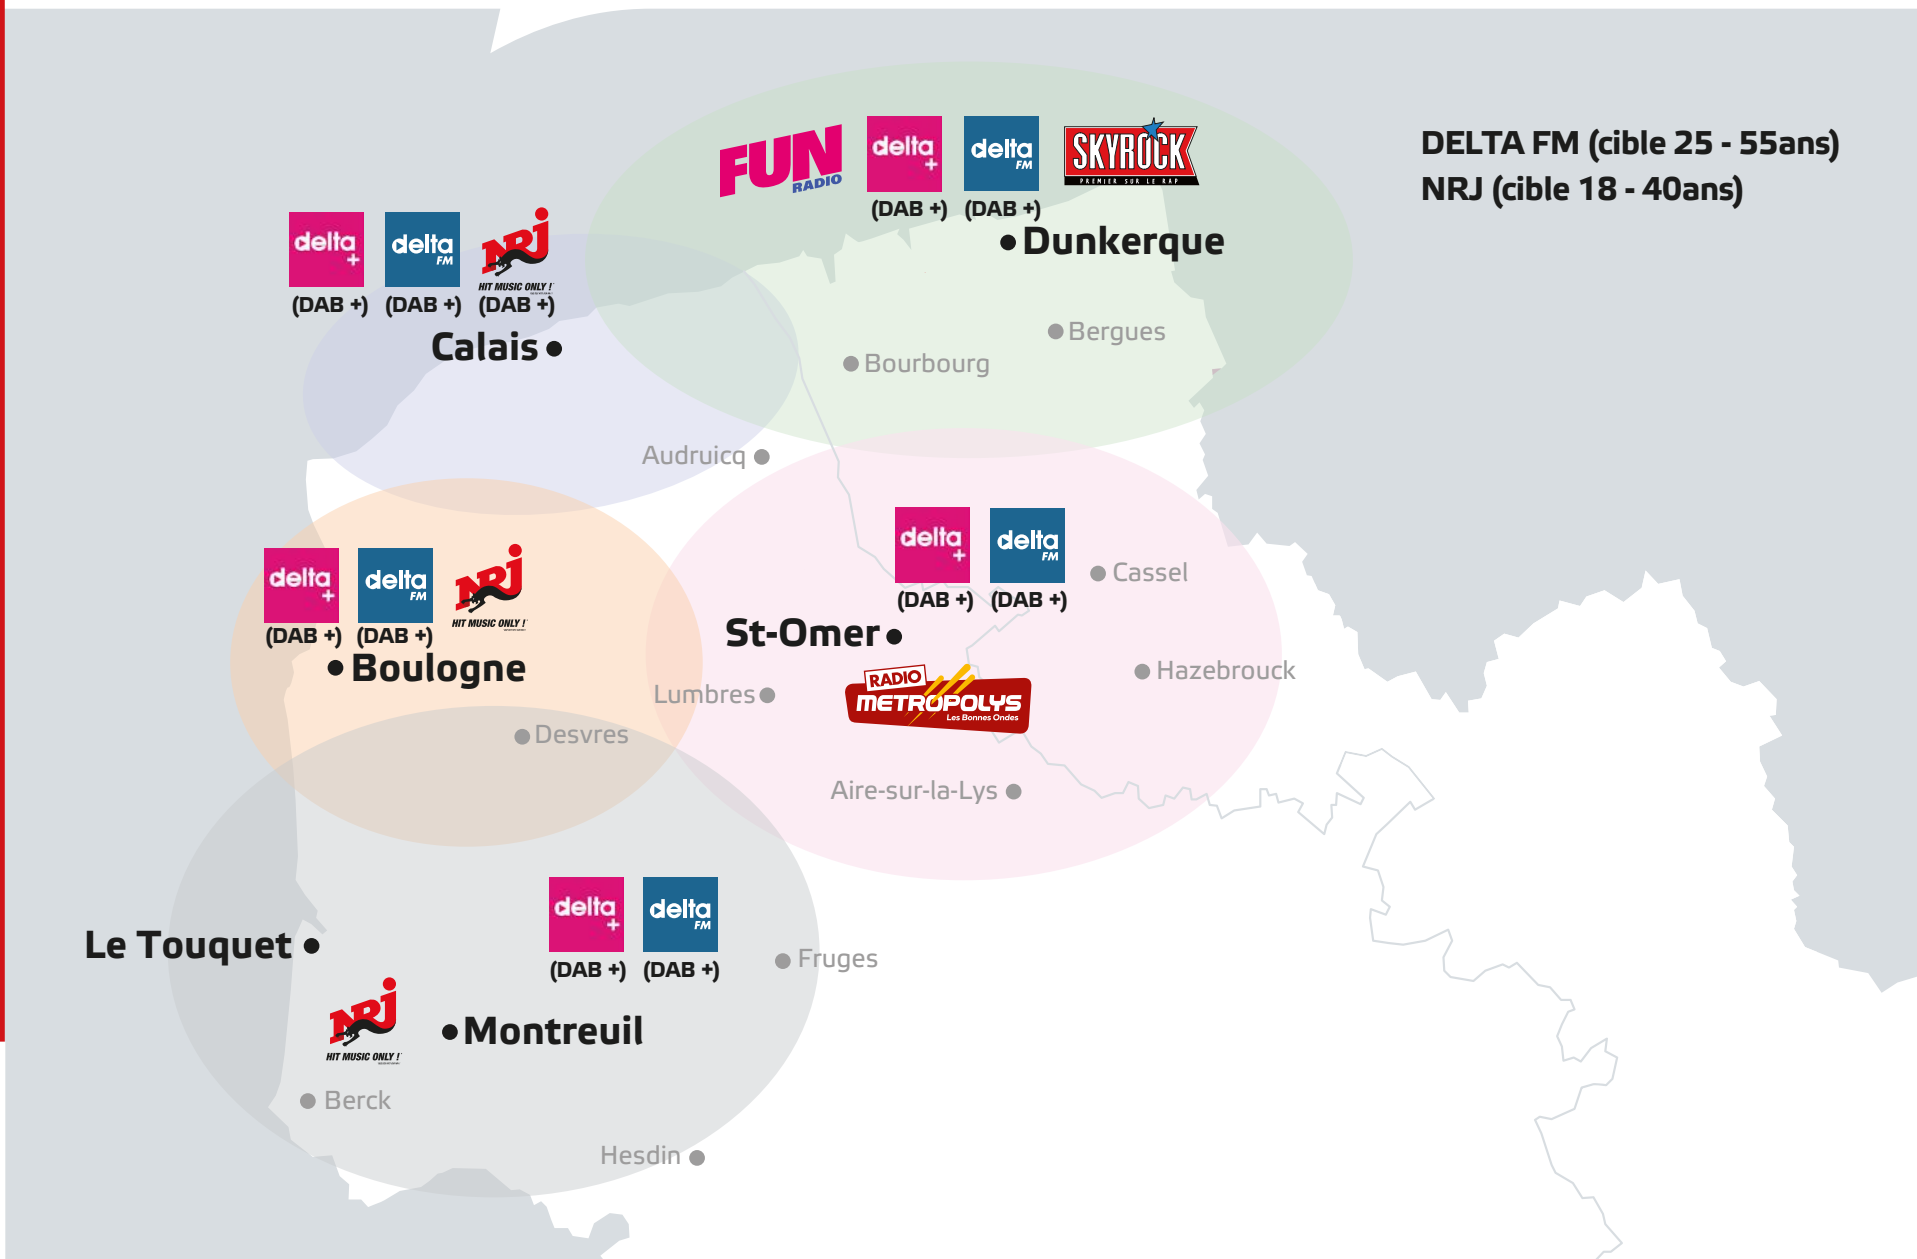 DELTA FM (cible 25 - 55ans)
NRJ (cible 18 - 40ans)
FUN
RADIO
delta
+
(DAB +)
delta
FM
(DAB +)
SKYROCK
PREMIER SUR LE RAP
Dunkerque
delta
+
(DAB +)
delta
FM
(DAB +)
NRJ
HIT MUSIC ONLY !
(DAB +)
Calais
Bergues
Bourbourg
Audruicq
delta
+
(DAB +)
delta
FM
(DAB +)
Cassel
St-Omer
delta
+
(DAB +)
delta
FM
(DAB +)
NRJ
HIT MUSIC ONLY !
Boulogne
Hazebrouck
Lumbres
RADIO
METROPOLYS
Les Bonnes Ondes
Desvres
Aire-sur-la-Lys
delta
+
(DAB +)
delta
FM
(DAB +)
Le Touquet
Fruges
NRJ
HIT MUSIC ONLY !
Montreuil
Berck
Hesdin